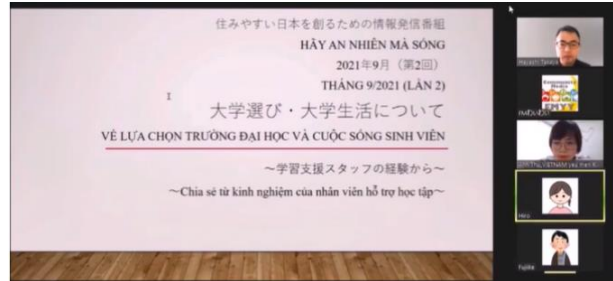 住みやすい日本を創るための情報発信番組
HÃY AN NHIÊN MÀ SỐNG
2021年9月（第2回）
THÁNG 9/2021 (LẦN 2)
大学選び・大学生活について
VỀ LỰA CHỌN TRƯỜNG ĐẠI HỌC VÀ CUỘC SỐNG SINH VIÊN
～学習支援スタッフの経験から～
～Chia sẻ từ kinh nghiệm của nhân viên hỗ trợ học tập～
Fujiko